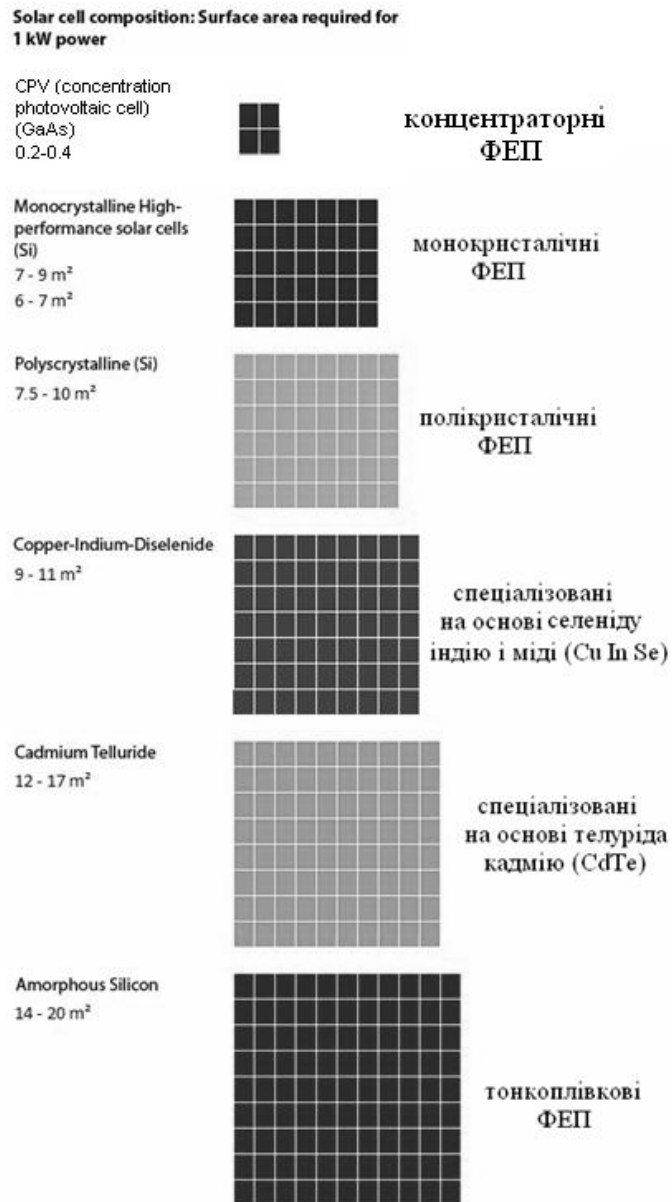 Solar cell composition: Surface area required for
1 kW power
CPV (concentration
photovoltaic cell)
(GaAs)
0.2-0.4
концентраторні
ФЕП
Monocrystalline High-
performance solar cells
(Si)
7 - 9 m²
6 - 7 m²
монокристалічні
ФЕП
Polyscrystalline (Si)
7.5 - 10 m²
полікристалічні
ФЕП
Copper-Indium-Diselenide
9 - 11 m²
спеціалізовані
на основі селеніду
індію і міді (Cu In Se)
Cadmium Telluride
12 - 17 m²
спеціалізовані
на основі телуріда
кадмію (CdTe)
Amorphous Silicon
14 - 20 m²
тонкоплівкові
ФЕП